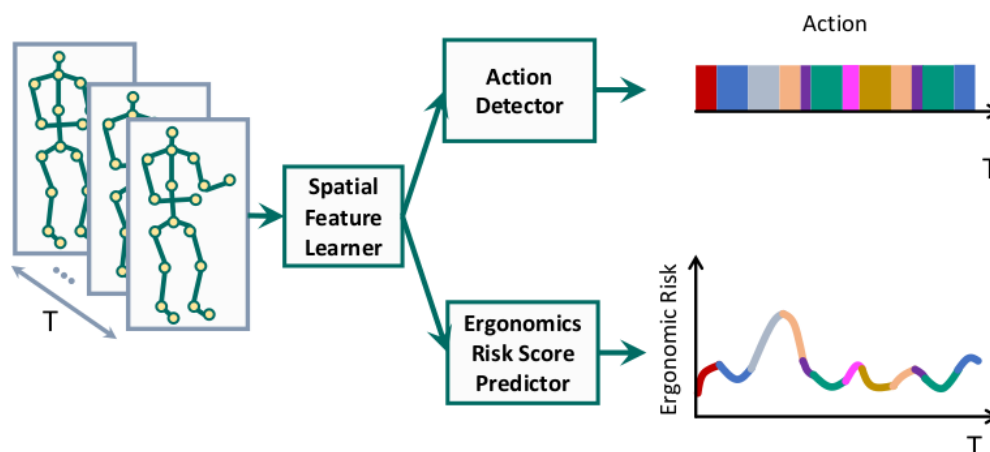 T
Spatial
Feature
Learner
Action
Detector
Ergonomics
Risk Score
Predictor
Action
T
Ergonomic Risk
T